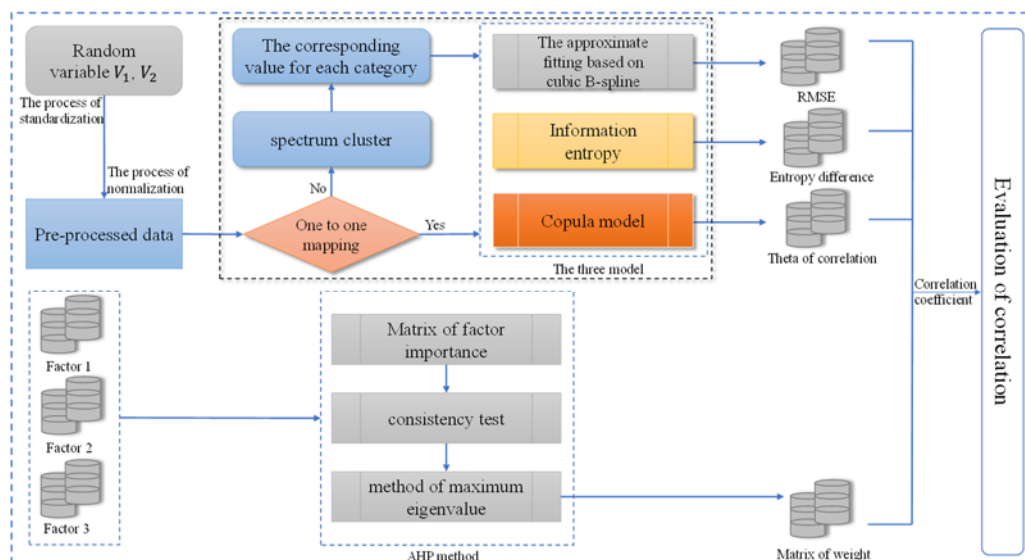 Random
variable V₁, V₂
The process of
standardization
The process of
normalization
Pre-processed data
The corresponding
value for each category
spectrum cluster
No
One to one
mapping
Yes
The approximate
fitting based on
cubic B-spline
Information
entropy
Copula model
The three model
RMSE
Entropy difference
Theta of correlation
Correlation
coefficient
Evaluation of correlation
Factor 1
Factor 2
Factor 3
Matrix of factor
importance
consistency test
method of maximum
eigenvalue
AHP method
Matrix of weight